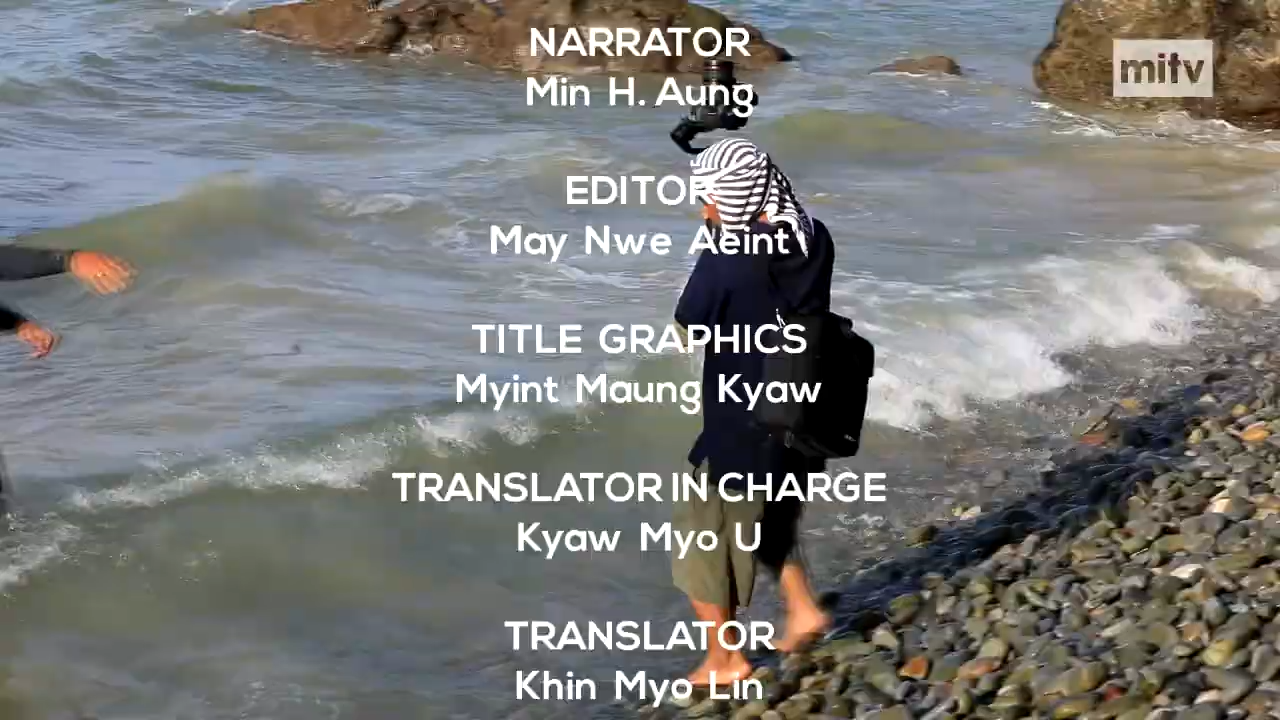 NARRATOR
mitv
Min H. Aung
EDITOR
May Nwe Aeint
TITLE GRAPHICS
Myint Maung Kyaw
TRANSLATOR IN CHARGE
Kyaw Myo U
TRANSLATOR
Khin Myo Lin